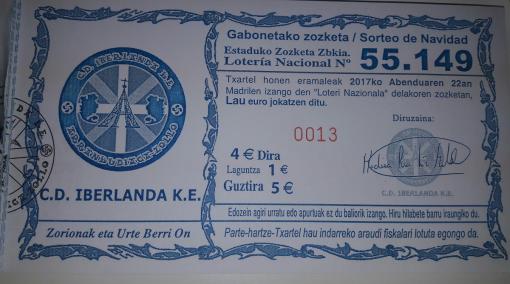 Gabonetako zozketa / Sorteo de Navidad
Estaduko Zozketa Zbkia.
Lotería Nacional Nº 55.149
Txartel honen eramaleak 2017ko Abenduaren 22an
Madrilen izango den "Loteri Nazionala" delakoren zozketan,
Lau euro jokatzen ditu.
Diruzaina:
0013
4 € Dira
Laguntza 1 €
Guztira 5 €
C.D. IBERLANDA K.E.
Edozein agiri urratu edo apurtuak ez du baliorik izango. Hiru hilabete barru iraungiko du.
Parte-hartze-Txartel hau indarreko araudi fiskalari lotuta egongo da.
C.D. IBERLANDA K.E.
C.D. IBERLANDA K.E.
Zorionak eta Urte Berri On